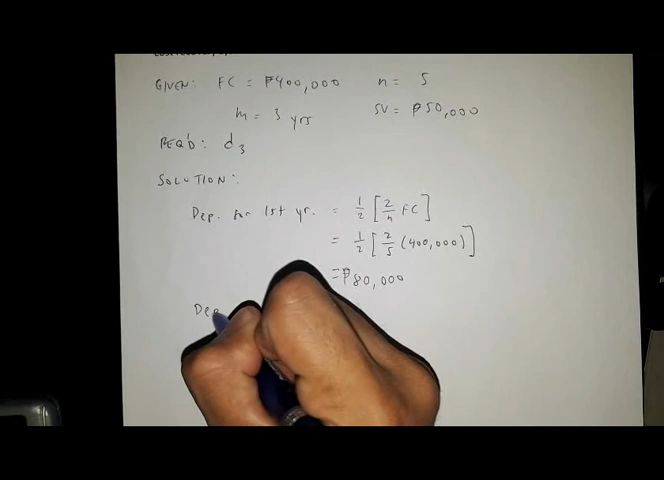 GIVEN: FC = ₱400,000 n = 5
m = 3 yrs SV = ₱50,000
REQ'D: d3
SOLUTION:
Dep. for 1st yr. = 1/2 [2/n FC]
= 1/2 [2/5 (400,000)]
= ₱80,000
Dep